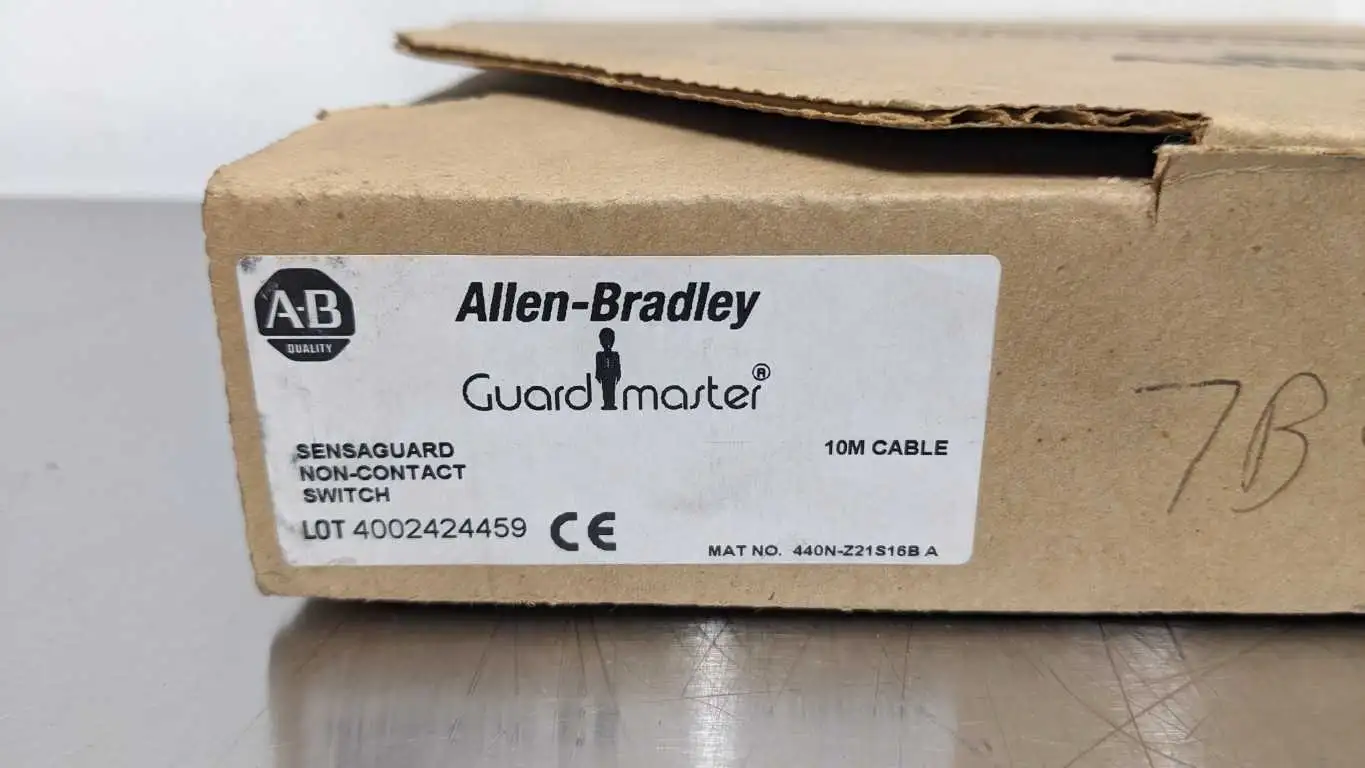 A-B
QUALITY
Allen-Bradley
Guardmaster®
SENSAGUARD
NON-CONTACT
SWITCH
10M CABLE
LOT 4002424459 CE
MAT NO. 440N-Z21S16B A
7B